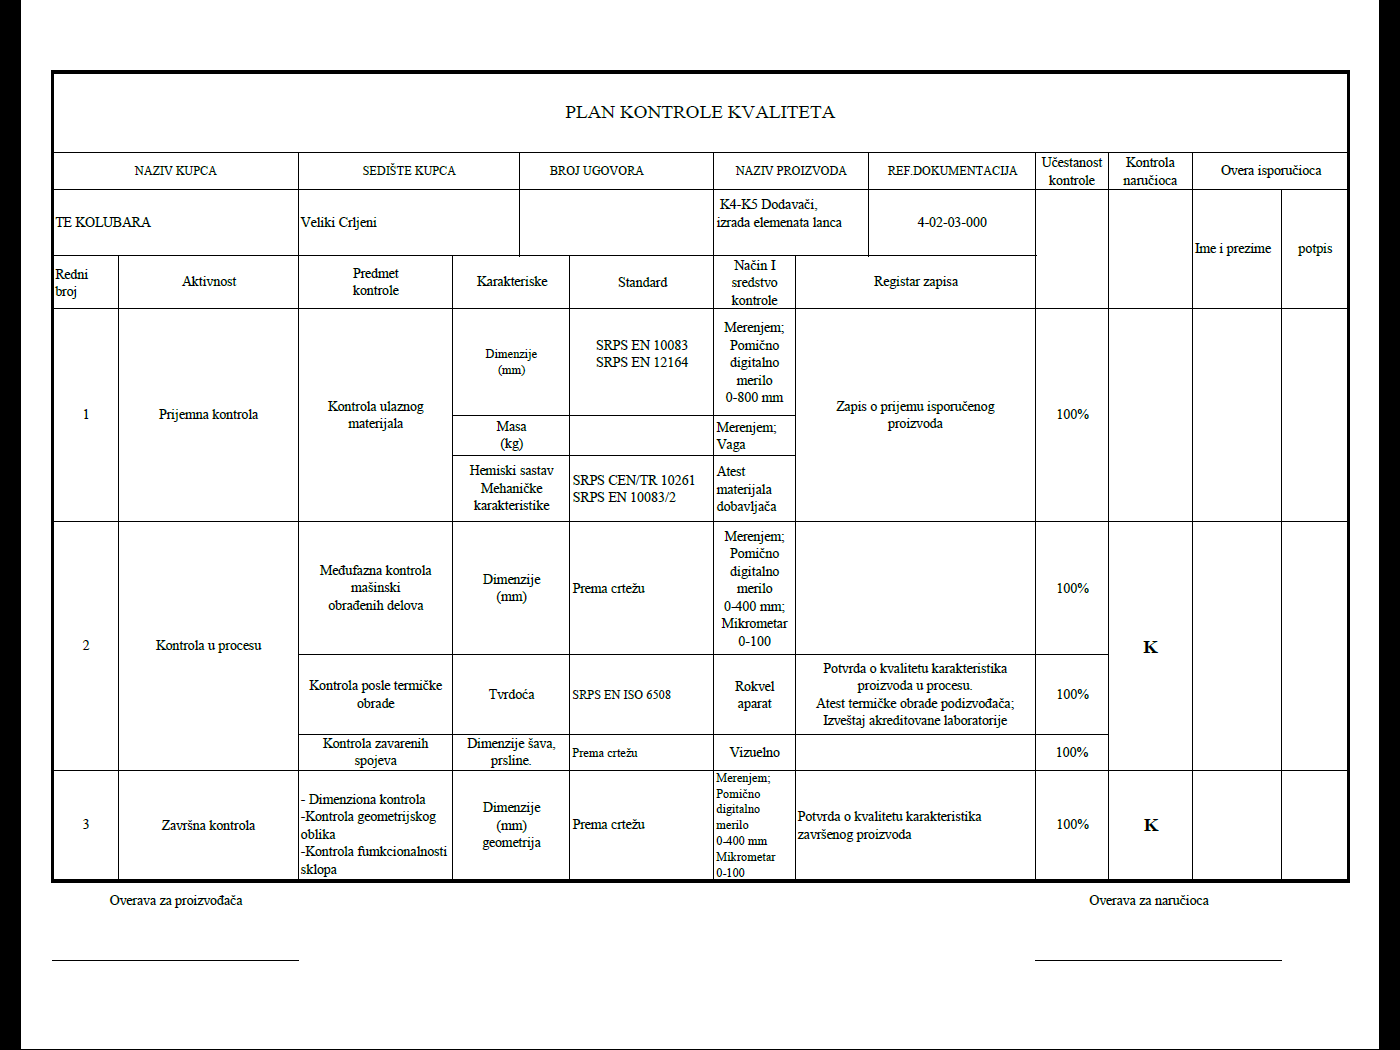 PLAN KONTROLE KVALITETA
NAZIV KUPCA
SEDIŠTE KUPCA
BROJ UGOVORA
NAZIV PROIZVODA
REF.DOKUMENTACIJA
Učestanost
kontrole
Kontrola
naručioca
Overa isporučioca
TE KOLUBARA
Veliki Crljeni
K4-K5 Dodavači,
izrada elemenata lanca
4-02-03-000
Ime i prezime
potpis
Redni
broj
Aktivnost
Predmet
kontrole
Karakteriske
Standard
Način I
sredstvo
kontrole
Registar zapisa
1
Prijemna kontrola
Kontrola ulaznog
materijala
Dimenzije
(mm)
SRPS EN 10083
SRPS EN 12164
Merenjem;
Pomično
digitalno
merilo
0-800 mm
Zapis o prijemu isporučenog
proizvoda
100%
Masa
(kg)
Merenjem;
Vaga
Hemiski sastav
Mehaničke
karakteristike
SRPS CEN/TR 10261
SRPS EN 10083/2
Atest
materijala
dobavljača
2
Kontrola u procesu
Međufazna kontrola
mašinski
obrađenih delova
Dimenzije
(mm)
Prema crtežu
Merenjem;
Pomično
digitalno
merilo
0-400 mm;
Mikrometar
0-100
100%
K
Kontrola posle termičke
obrade
Tvrdoća
SRPS EN ISO 6508
Rokvel
aparat
Potvrda o kvalitetu karakteristika
proizvoda u procesu.
Atest termičke obrade podizvođača;
Izveštaj akreditovane laboratorije
100%
Kontrola zavarenih
spojeva
Dimenzije šava,
prsline.
Prema crtežu
Vizuelno
100%
3
Završna kontrola
- Dimenziona kontrola
-Kontrola geometrijskog
oblika
-Kontrola fumkcionalnosti
sklopa
Dimenzije
(mm)
geometrija
Prema crtežu
Merenjem;
Pomično
digitalno
merilo
0-400 mm
Mikrometar
0-100
Potvrda o kvalitetu karakteristika
završenog proizvoda
100%
K
Overava za proizvođača
Overava za naručioca